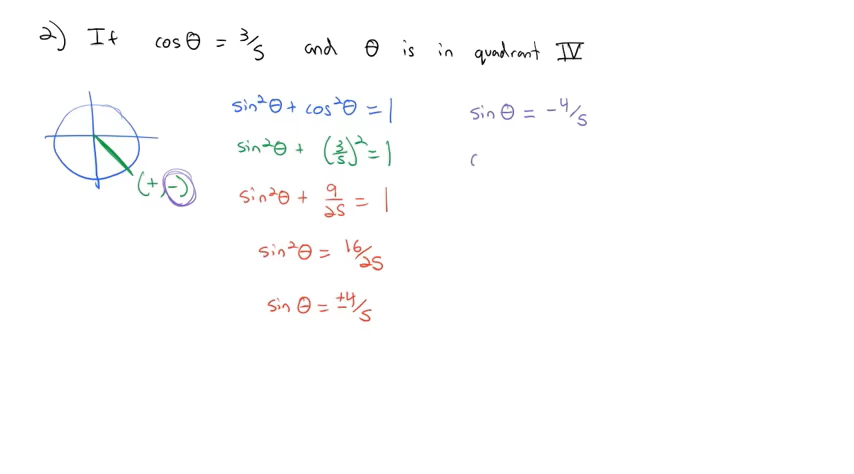 2) If cos θ = 3/5 and θ is in quadrant IV
sin²θ + cos²θ = 1
sin²θ + (3/5)² = 1
(+, -)
sin²θ + 9/25 = 1
sin²θ = 16/25
sin θ = ±4/5
sin θ = -4/5
c